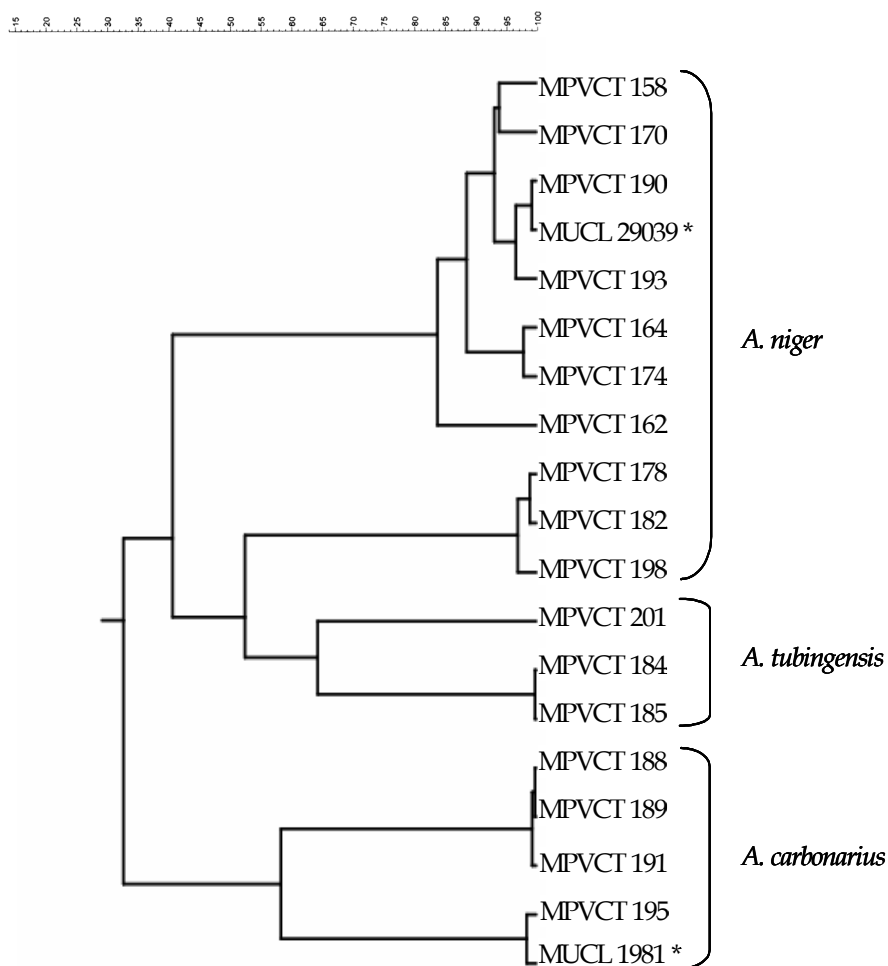 15 20 25 30 35 40 45 50 55 60 65 70 75 80 85 90 95 100
MPVCT 158
MPVCT 170
MPVCT 190
MUCL 29039 *
MPVCT 193
MPVCT 164
A. niger
MPVCT 174
MPVCT 162
MPVCT 178
MPVCT 182
MPVCT 198
MPVCT 201
MPVCT 184
A. tubingensis
MPVCT 185
MPVCT 188
MPVCT 189
MPVCT 191
A. carbonarius
MPVCT 195
MUCL 1981 *